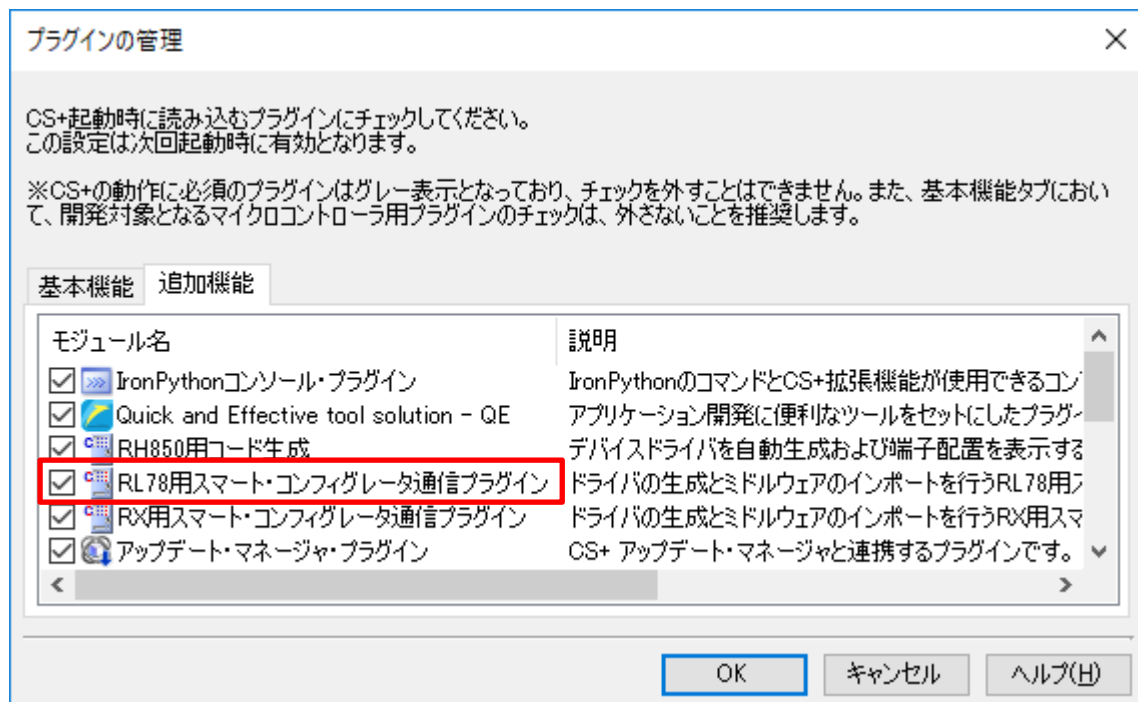 プラグインの管理
CS+起動時に読み込むプラグインにチェックしてください。
この設定は次回起動時に有効となります。
※CS+の動作に必須のプラグインはグレー表示となっており、チェックを外すことはできません。また、基本機能タブにおい
て、開発対象となるマイクロコントローラ用プラグインのチェックは、外さないことを推奨します。
基本機能 追加機能
モジュール名 説明
IronPythonコンソール・プラグイン IronPythonのコマンドとCS+拡張機能が使用できるコン
Quick and Effective tool solution - QE アプリケーション開発に便利なツールをセットにしたプラグ
RH850用コード生成 デバイスドライバを自動生成および端子配置を表示する
RL78用スマート・コンフィグレータ通信プラグイン ドライバの生成とミドルウェアのインポートを行うRL78用
RX用スマート・コンフィグレータ通信プラグイン ドライバの生成とミドルウェアのインポートを行うRX用スマ
アップデート・マネージャ・プラグイン CS+ アップデート・マネージャと連携するプラグインです。
OK キャンセル ヘルプ(H)